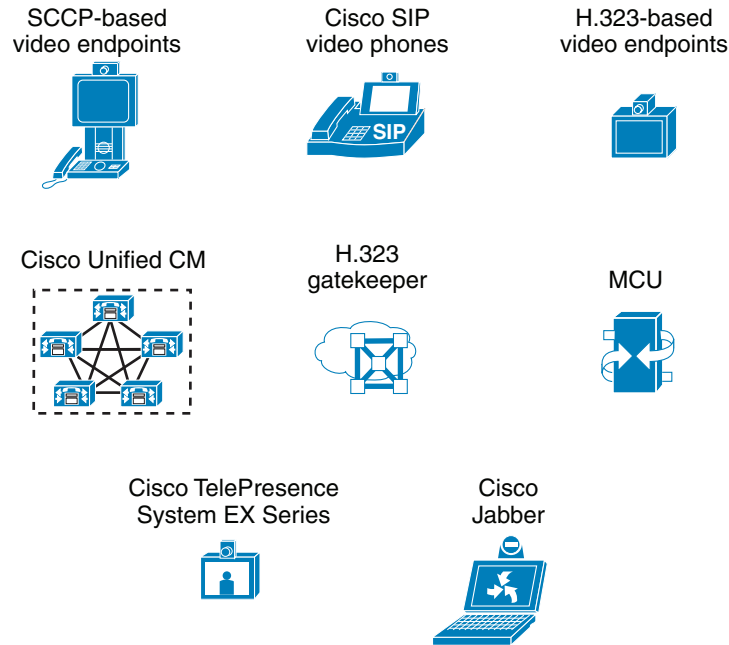 SCCP-based
video endpoints
Cisco SIP
video phones
H.323-based
video endpoints
SIP
Cisco Unified CM
H.323
gatekeeper
MCU
Cisco TelePresence
System EX Series
Cisco
Jabber